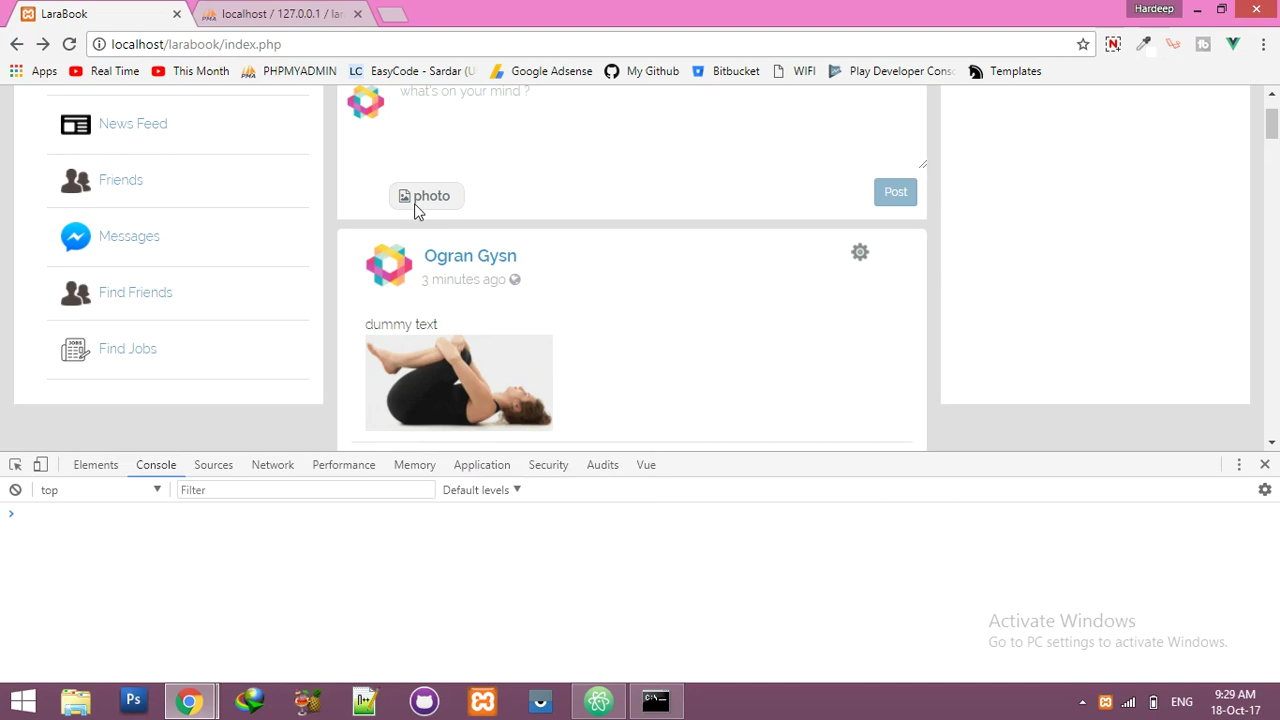 LaraBook
localhost / 127.0.0.1 / lar
Hardeep
localhost/larabook/index.php
Apps
Real Time
This Month
PHPMYADMIN
LC EasyCode - Sardar (U
Google Adsense
My Github
Bitbucket
WIFI
Play Developer Conso
Templates
what's on your mind ?
News Feed
photo
Post
Friends
Messages
Ogran Gysn
3 minutes ago
Find Friends
dummy text
Find Jobs
Elements Console Sources Network Performance Memory Application Security Audits Vue
top
Filter
Default levels
Activate Windows
Go to PC settings to activate Windows.
ENG
9:29 AM
18-Oct-17